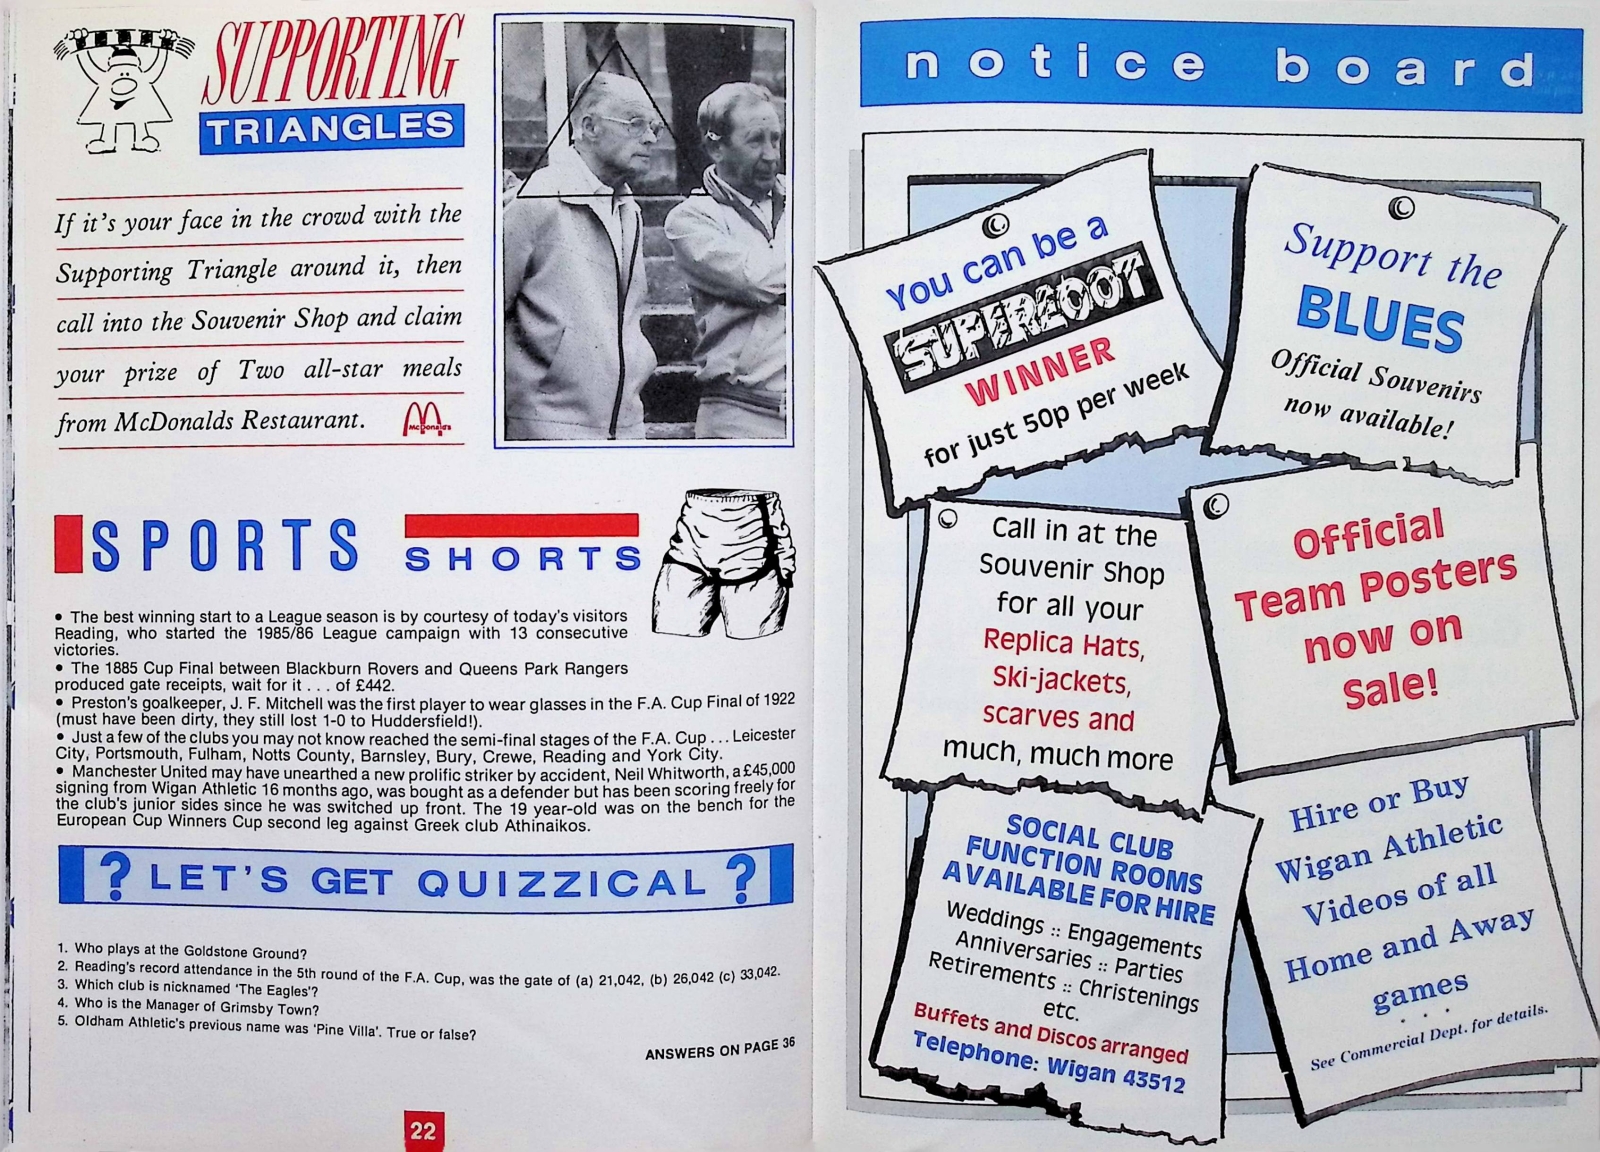 SUPPORTING
TRIANGLES
If it's your face in the crowd with the
Supporting Triangle around it, then
call into the Souvenir Shop and claim
your prize of Two all-star meals
from McDonalds Restaurant.
McDonald's
SPORTS
SHORTS
• The best winning start to a League season is by courtesy of today's visitors
Reading, who started the 1985/86 League campaign with 13 consecutive
victories.
• The 1885 Cup Final between Blackburn Rovers and Queens Park Rangers
produced gate receipts, wait for it . . . of £442.
• Preston's goalkeeper, J. F. Mitchell was the first player to wear glasses in the F.A. Cup Final of 1922
(must have been dirty, they still lost 1-0 to Huddersfield!).
• Just a few of the clubs you may not know reached the semi-final stages of the F.A. Cup . . . Leicester
City, Portsmouth, Fulham, Notts County, Barnsley, Bury, Crewe, Reading and York City.
• Manchester United may have unearthed a new prolific striker by accident, Neil Whitworth, a £45,000
signing from Wigan Athletic 16 months ago, was bought as a defender but has been scoring freely for
the club's junior sides since he was switched up front. The 19 year-old was on the bench for the
European Cup Winners Cup second leg against Greek club Athinaikos.
? LET'S GET QUIZZICAL ?
1. Who plays at the Goldstone Ground?
2. Reading's record attendance in the 5th round of the F.A. Cup, was the gate of (a) 21,042, (b) 26,042 (c) 33,042.
3. Which club is nicknamed 'The Eagles'?
4. Who is the Manager of Grimsby Town?
5. Oldham Athletic's previous name was 'Pine Villa'. True or false?
ANSWERS ON PAGE 36
22
notice board
You can be a
SUPERLOOT
WINNER
for just 50p per week
Support the
BLUES
Official Souvenirs
now available!
Call in at the
Souvenir Shop
for all your
Replica Hats,
Ski-jackets,
scarves and
much, much more
Official
Team Posters
now on
Sale!
SOCIAL CLUB
FUNCTION ROOMS
AVAILABLE FOR HIRE
Weddings :: Engagements
Anniversaries :: Parties
Retirements :: Christenings
etc.
Buffets and Discos arranged
Telephone: Wigan 43512
Hire or Buy
Wigan Athletic
Videos of all
Home and Away
games
. . .
See Commercial Dept. for details.